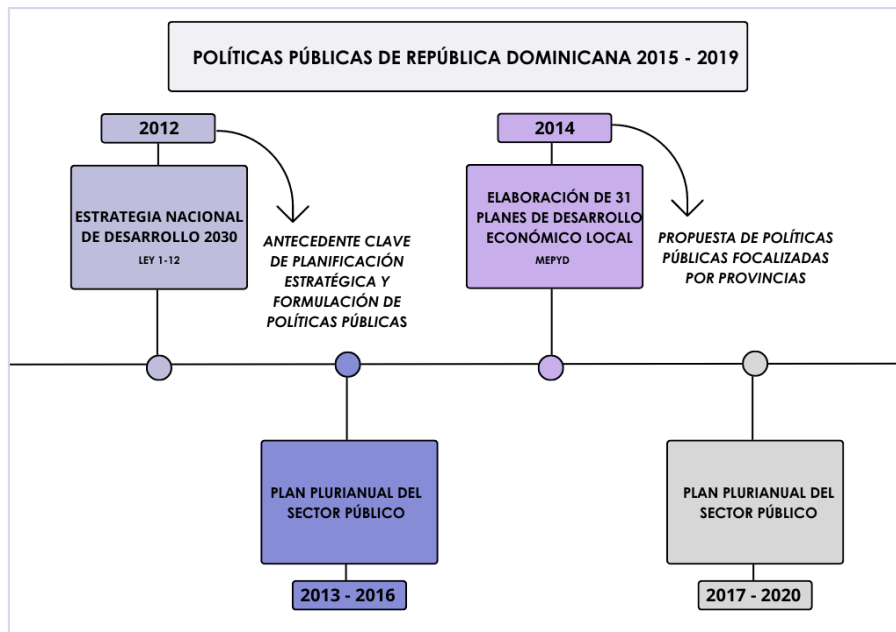 POLÍTICAS PÚBLICAS DE REPÚBLICA DOMINICANA 2015 - 2019
2012
ESTRATEGIA NACIONAL
DE DESARROLLO 2030
LEY 1-12
ANTECEDENTE CLAVE
DE PLANIFICACIÓN
ESTRATÉGICA Y
FORMULACIÓN DE
POLÍTICAS PÚBLICAS
2014
ELABORACIÓN DE 31
PLANES DE DESARROLLO
ECONÓMICO LOCAL
MEPYD
PROPUESTA DE POLÍTICAS
PÚBLICAS FOCALIZADAS
POR PROVINCIAS
PLAN PLURIANUAL DEL
SECTOR PÚBLICO
2013 - 2016
PLAN PLURIANUAL DEL
SECTOR PÚBLICO
2017 - 2020